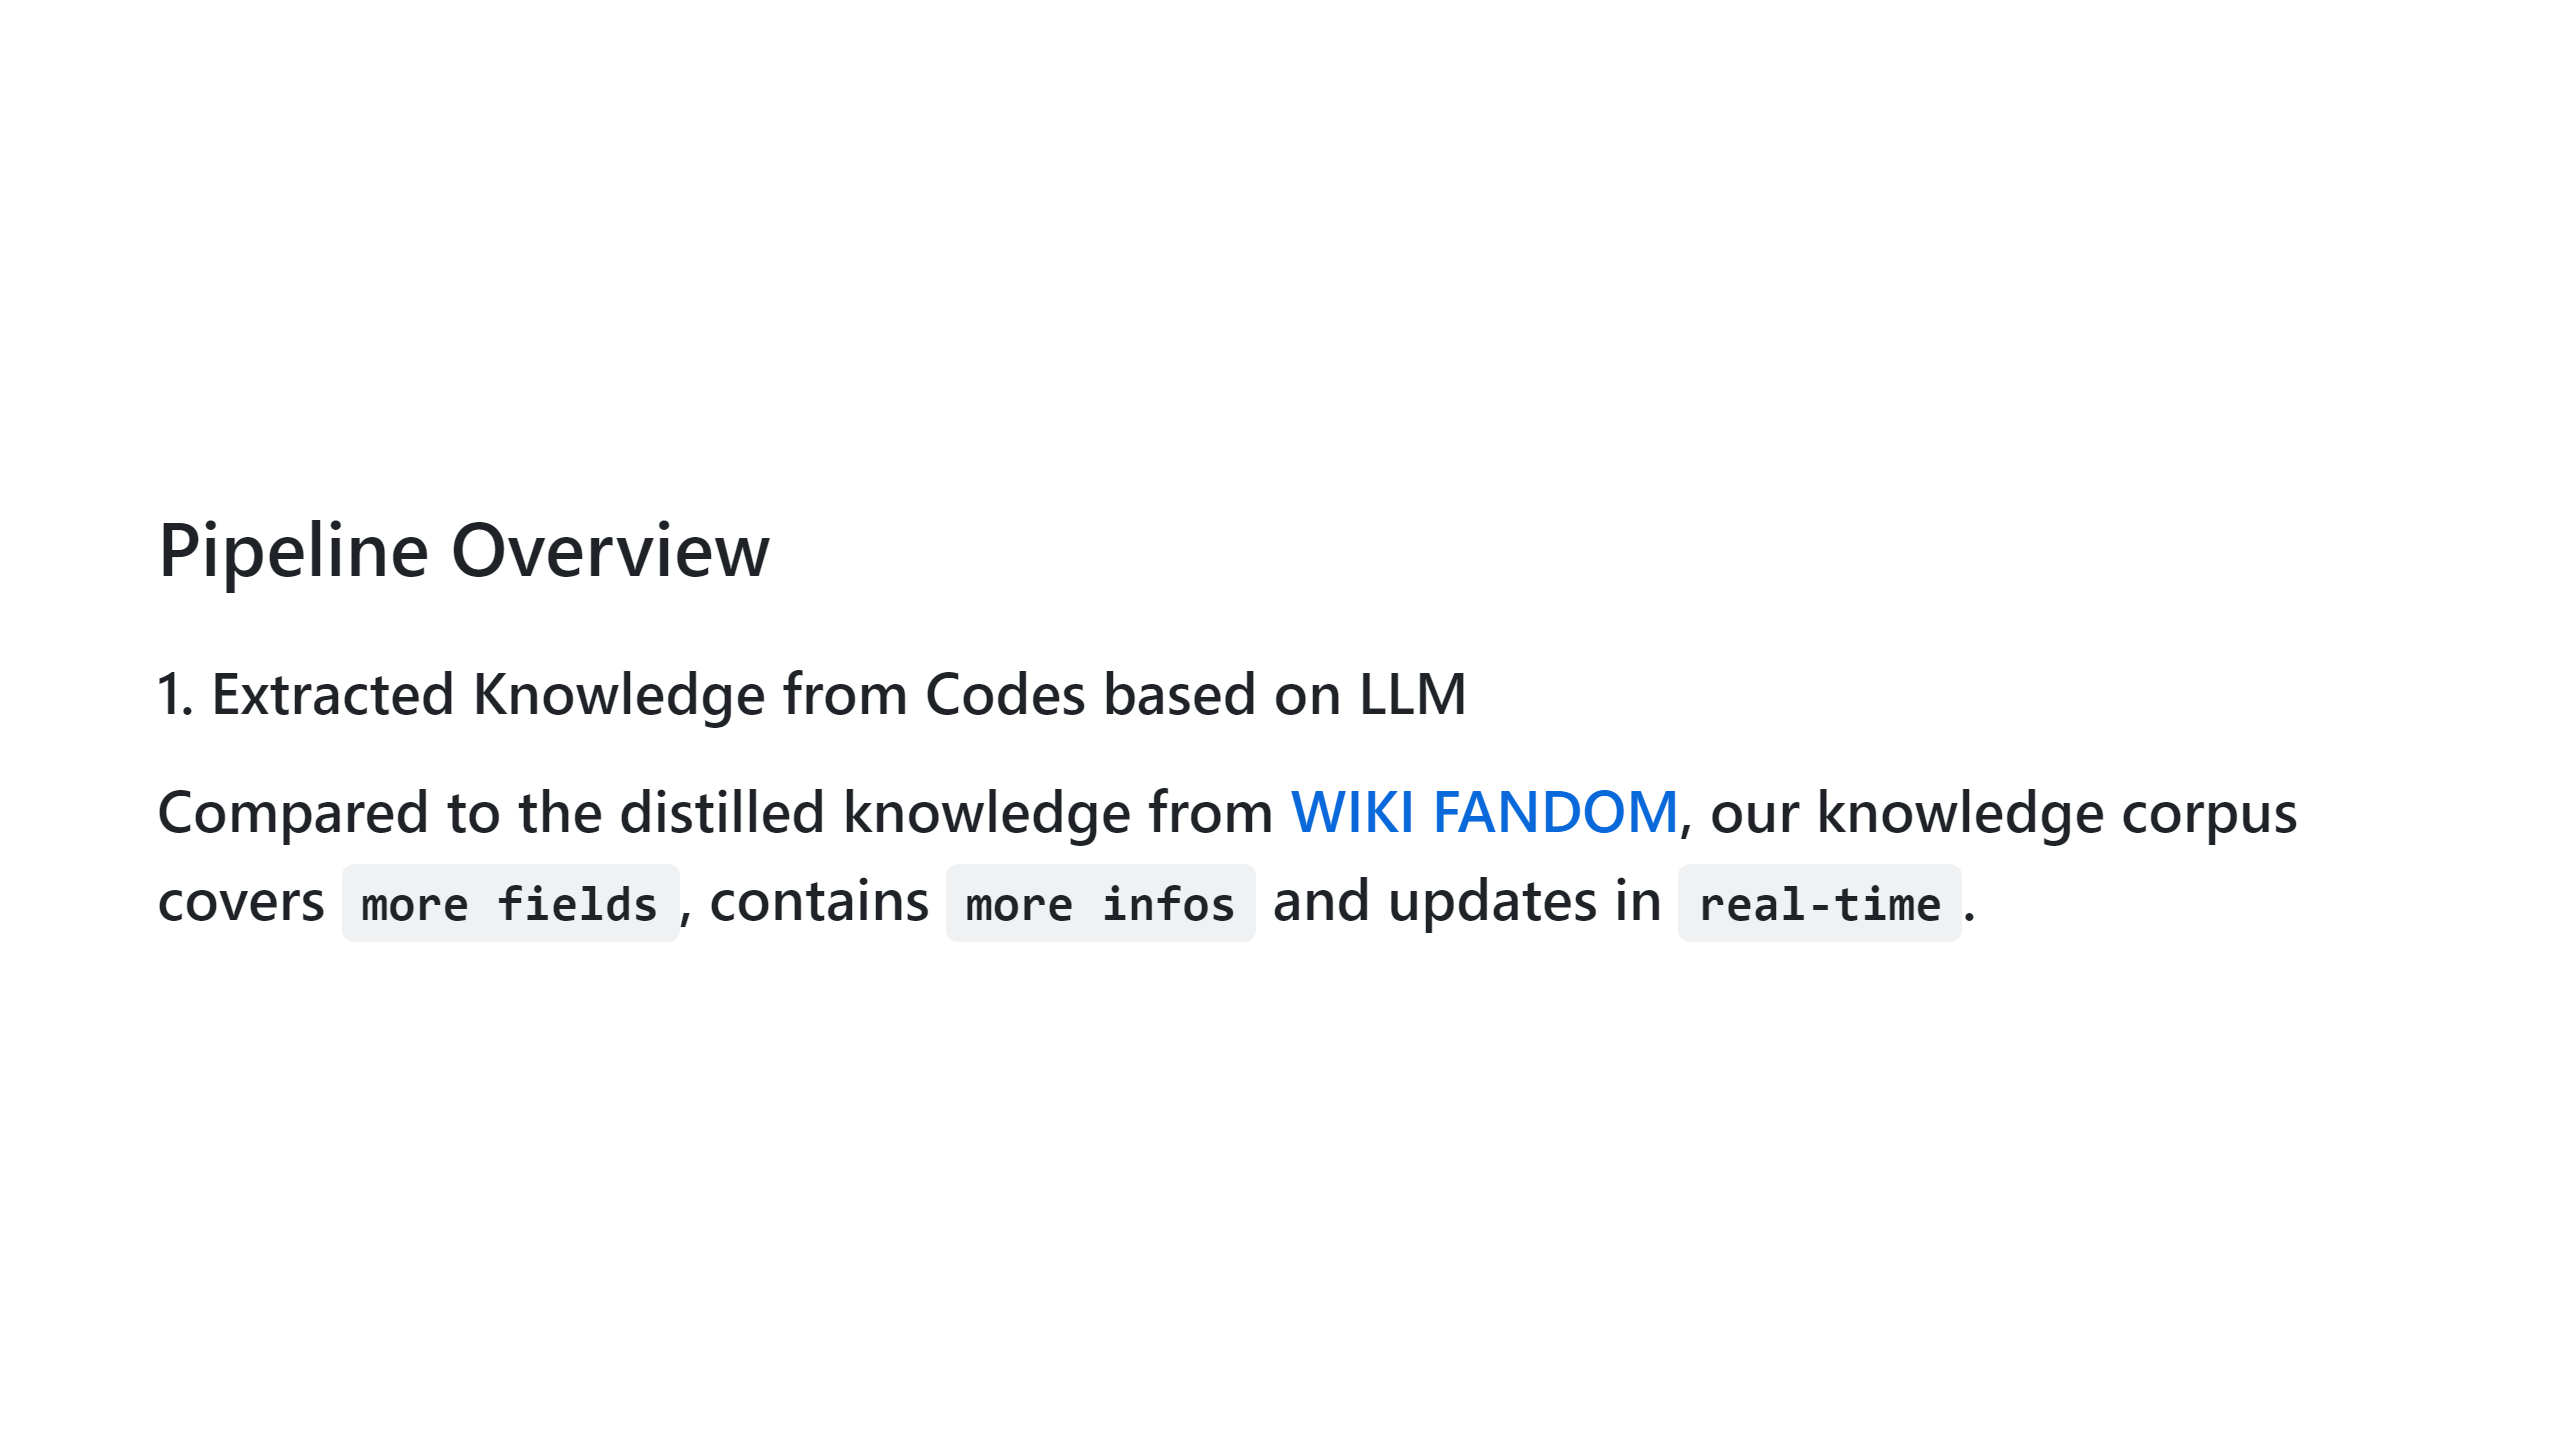 Pipeline Overview
1. Extracted Knowledge from Codes based on LLM
Compared to the distilled knowledge from WIKI FANDOM, our knowledge corpus
covers more fields, contains more infos and updates in real-time.